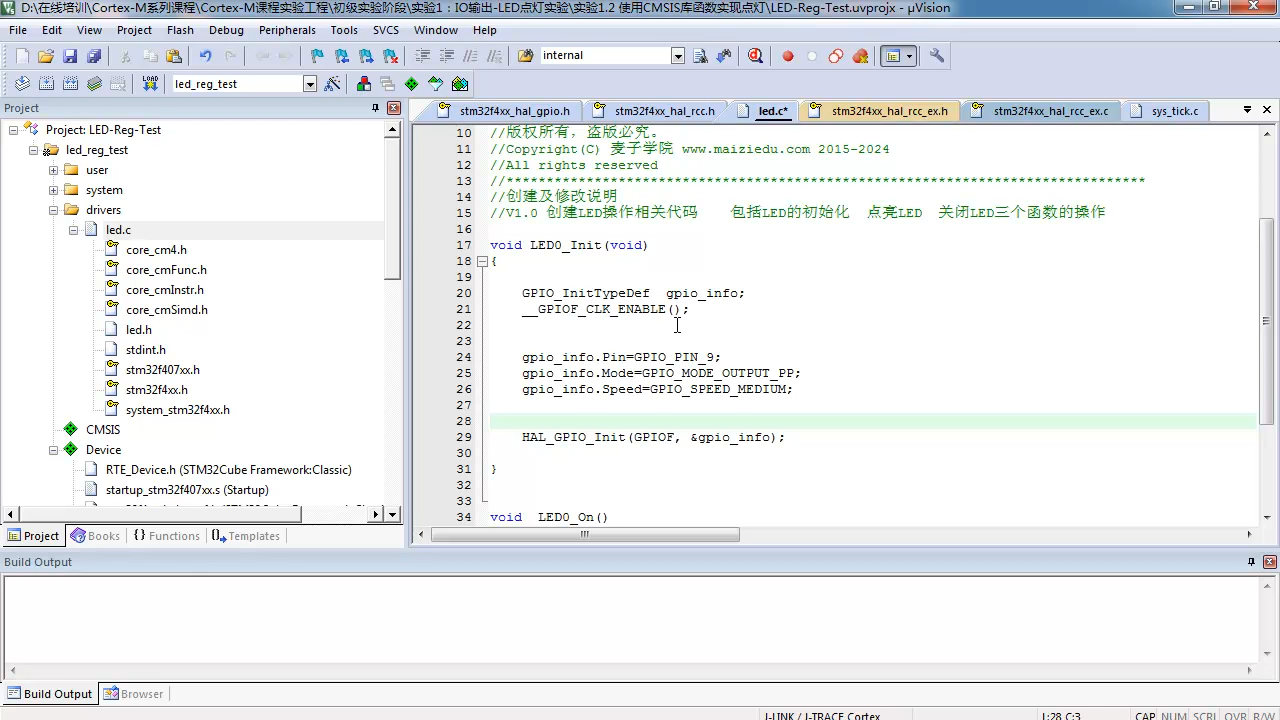 D:\在线培训\Cortex-M系列课程\Cortex-M课程实验工程\初级实验阶段\实验1：IO输出-LED点灯实验\实验1.2 使用CMSIS库函数实现点灯\LED-Reg-Test.uvprojx - µVision
File Edit View Project Flash Debug Peripherals Tools SVCS Window Help
internal
LOAD led_reg_test
Project
Project: LED-Reg-Test
led_reg_test
user
system
drivers
led.c
core_cm4.h
core_cmFunc.h
core_cmInstr.h
core_cmSimd.h
led.h
stdint.h
stm32f407xx.h
stm32f4xx.h
system_stm32f4xx.h
CMSIS
Device
RTE_Device.h (STM32Cube Framework:Classic)
startup_stm32f407xx.s (Startup)
Project Books {} Functions Templates
stm32f4xx_hal_gpio.h stm32f4xx_hal_rcc.h led.c* stm32f4xx_hal_rcc_ex.h stm32f4xx_hal_rcc_ex.c sys_tick.c
10 //版权所有，盗版必究。
11 //Copyright(C) 麦子学院 www.maiziedu.com 2015-2024
12 //All rights reserved
13 //********************************************************************************
14 //创建及修改说明
15 //V1.0 创建LED操作相关代码 包括LED的初始化 点亮LED 关闭LED三个函数的操作
16
17 void LED0_Init(void)
18 {
19
20 GPIO_InitTypeDef gpio_info;
21 __GPIOF_CLK_ENABLE();
22
23
24 gpio_info.Pin=GPIO_PIN_9;
25 gpio_info.Mode=GPIO_MODE_OUTPUT_PP;
26 gpio_info.Speed=GPIO_SPEED_MEDIUM;
27
28
29 HAL_GPIO_Init(GPIOF, &gpio_info);
30
31 }
32
33
34 void LED0_On()
Build Output
Build Output Browser
J-LINK / J-TRACE Cortex L:28 C:3 CAP NUM SCRL OVR R/W